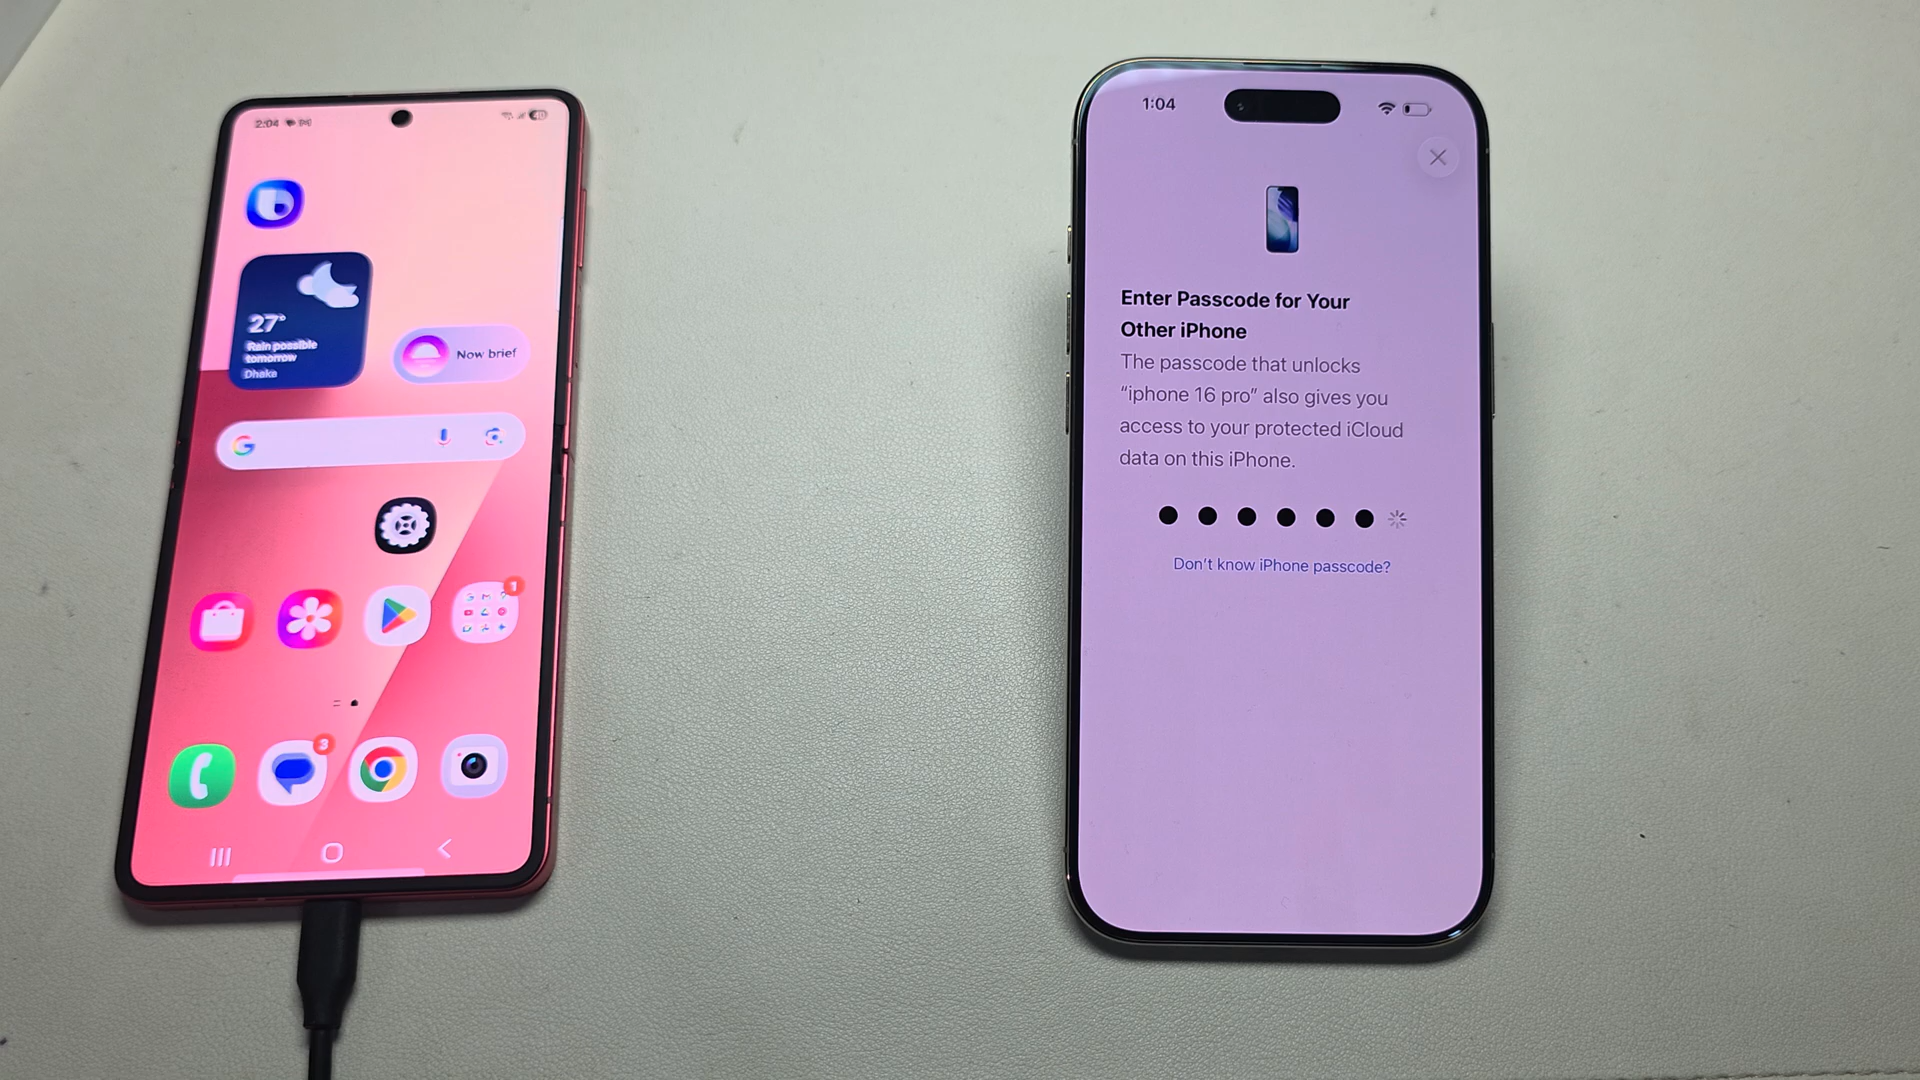 2:04
27°
Rain possible
tomorrow
Dhaka
Now brief
1
3
1:04
Enter Passcode for Your
Other iPhone
The passcode that unlocks
“iphone 16 pro” also gives you
access to your protected iCloud
data on this iPhone.
Don't know iPhone passcode?